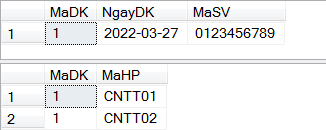 MaDK NgayDK MaSV
1 1 2022-03-27 0123456789
MaDK MaHP
1 1 CNTT01
2 1 CNTT02